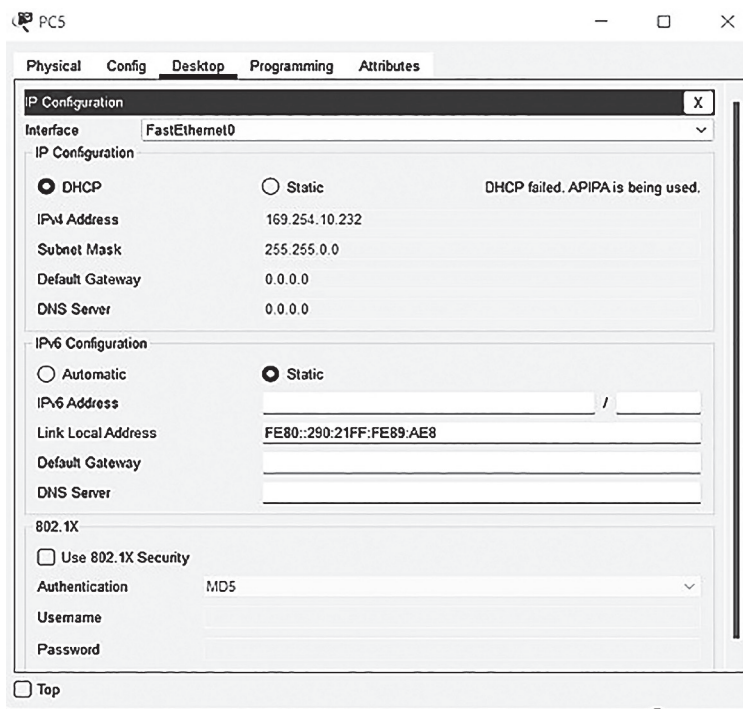 PC5
Physical Config Desktop Programming Attributes
IP Configuration X
Interface FastEthernet0
IP Configuration
DHCP Static DHCP failed. APIPA is being used.
IPv4 Address 169.254.10.232
Subnet Mask 255.255.0.0
Default Gateway 0.0.0.0
DNS Server 0.0.0.0
IPv6 Configuration
Automatic Static
IPv6 Address /
Link Local Address FE80::290:21FF:FE89:AE8
Default Gateway
DNS Server
802.1X
Use 802.1X Security
Authentication MD5
Username
Password
Top